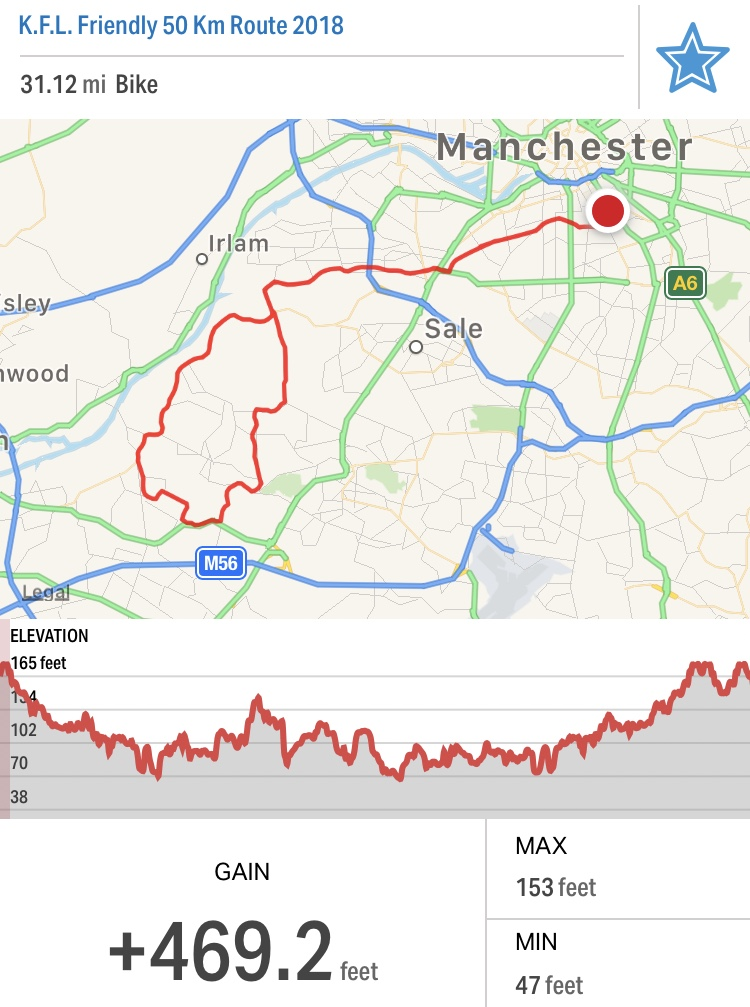 K.F.L. Friendly 50 Km Route 2018
31.12 mi Bike
Manchester
Irlam
A6
sley
Sale
nwood
n
M56
Legal
ELEVATION
165 feet
134
102
70
38
GAIN
+469.2 feet
MAX
153 feet
MIN
47 feet